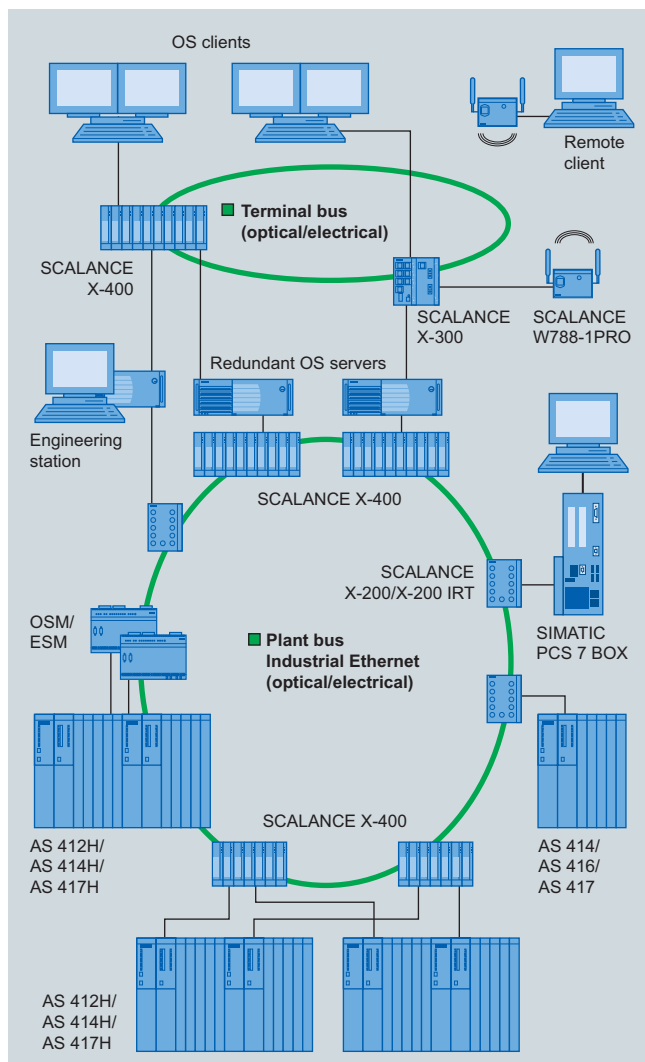 OS clients
Remote
client
Terminal bus
(optical/electrical)
SCALANCE
X-400
SCALANCE
X-300
SCALANCE
W788-1PRO
Redundant OS servers
Engineering
station
SCALANCE X-400
SCALANCE
X-200/X-200 IRT
SIMATIC
PCS 7 BOX
OSM/
ESM
Plant bus
Industrial Ethernet
(optical/electrical)
SCALANCE X-400
AS 412H/
AS 414H/
AS 417H
AS 414/
AS 416/
AS 417
AS 412H/
AS 414H/
AS 417H